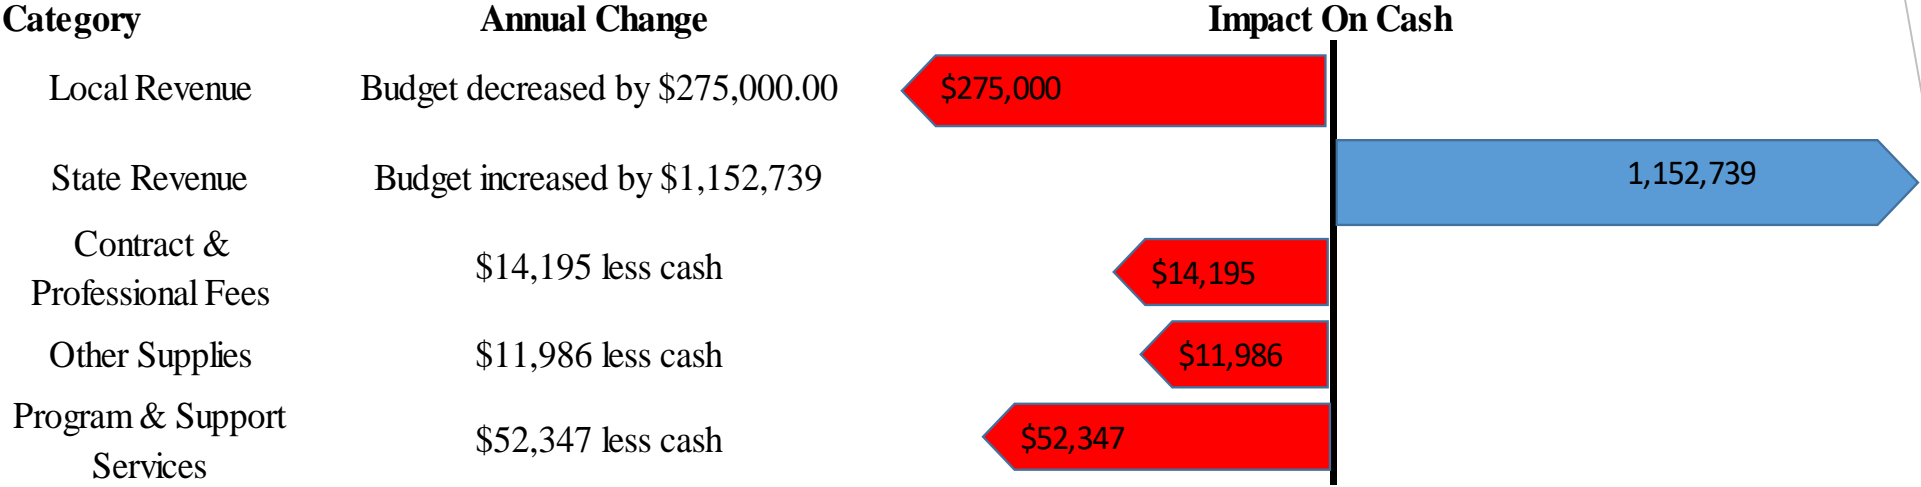 Category Annual Change Impact On Cash
Local Revenue Budget decreased by $275,000.00 $275,000
State Revenue Budget increased by $1,152,739 1,152,739
Contract &
Professional Fees $14,195 less cash $14,195
Other Supplies $11,986 less cash $11,986
Program & Support
Services $52,347 less cash $52,347